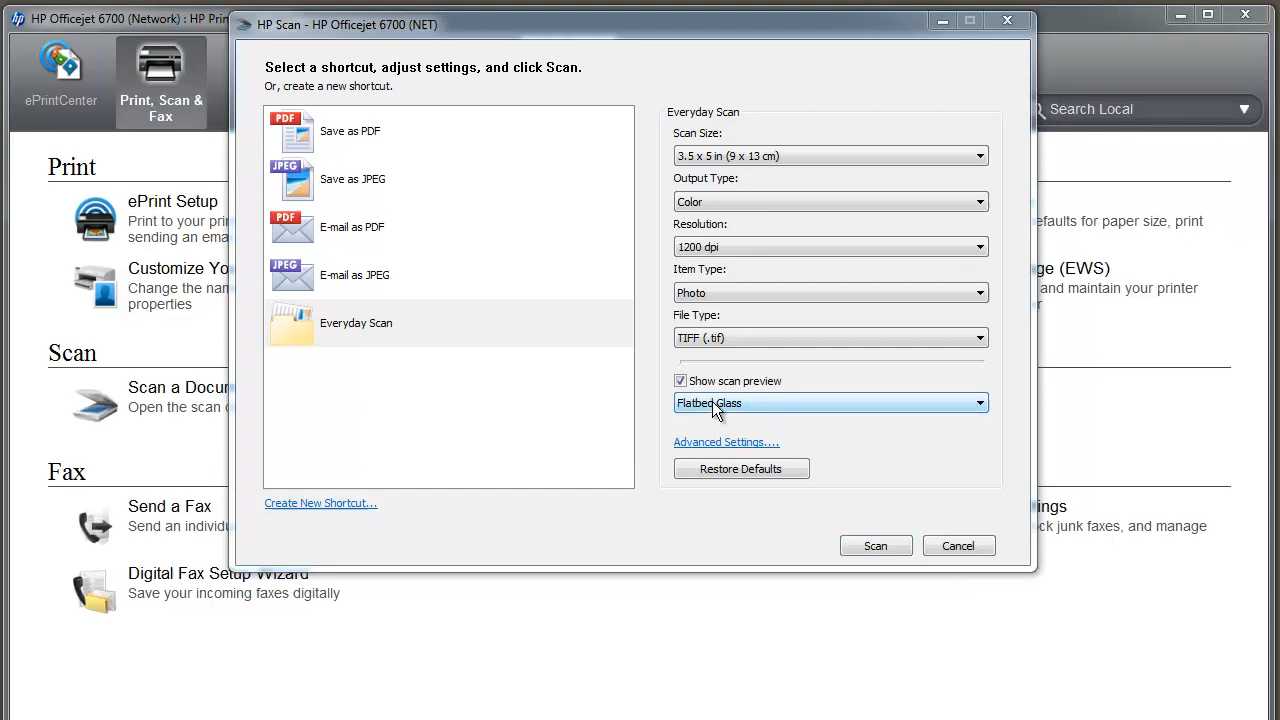 HP Officejet 6700 (Network) : HP Prin
HP Scan - HP Officejet 6700 (NET)
ePrintCenter
Print, Scan &
Fax
Search Local
Select a shortcut, adjust settings, and click Scan.
Or, create a new shortcut.
PDF
Save as PDF
JPEG
Save as JPEG
PDF
E-mail as PDF
JPEG
E-mail as JPEG
Everyday Scan
Create New Shortcut...
Everyday Scan
Scan Size:
3.5 x 5 in (9 x 13 cm)
Output Type:
Color
Resolution:
1200 dpi
Item Type:
Photo
File Type:
TIFF (.tif)
Show scan preview
Flatbed Glass
Advanced Settings....
Restore Defaults
Scan
Cancel
Print
ePrint Setup
Print to your prin
sending an ema
Customize Yo
Change the nam
properties
efaults for paper size, print
ge (EWS)
and maintain your printer
Scan
Scan a Docu
Open the scan d
Fax
Send a Fax
Send an individu
Digital Fax Setup Wizard
Save your incoming faxes digitally
ings
ck junk faxes, and manage